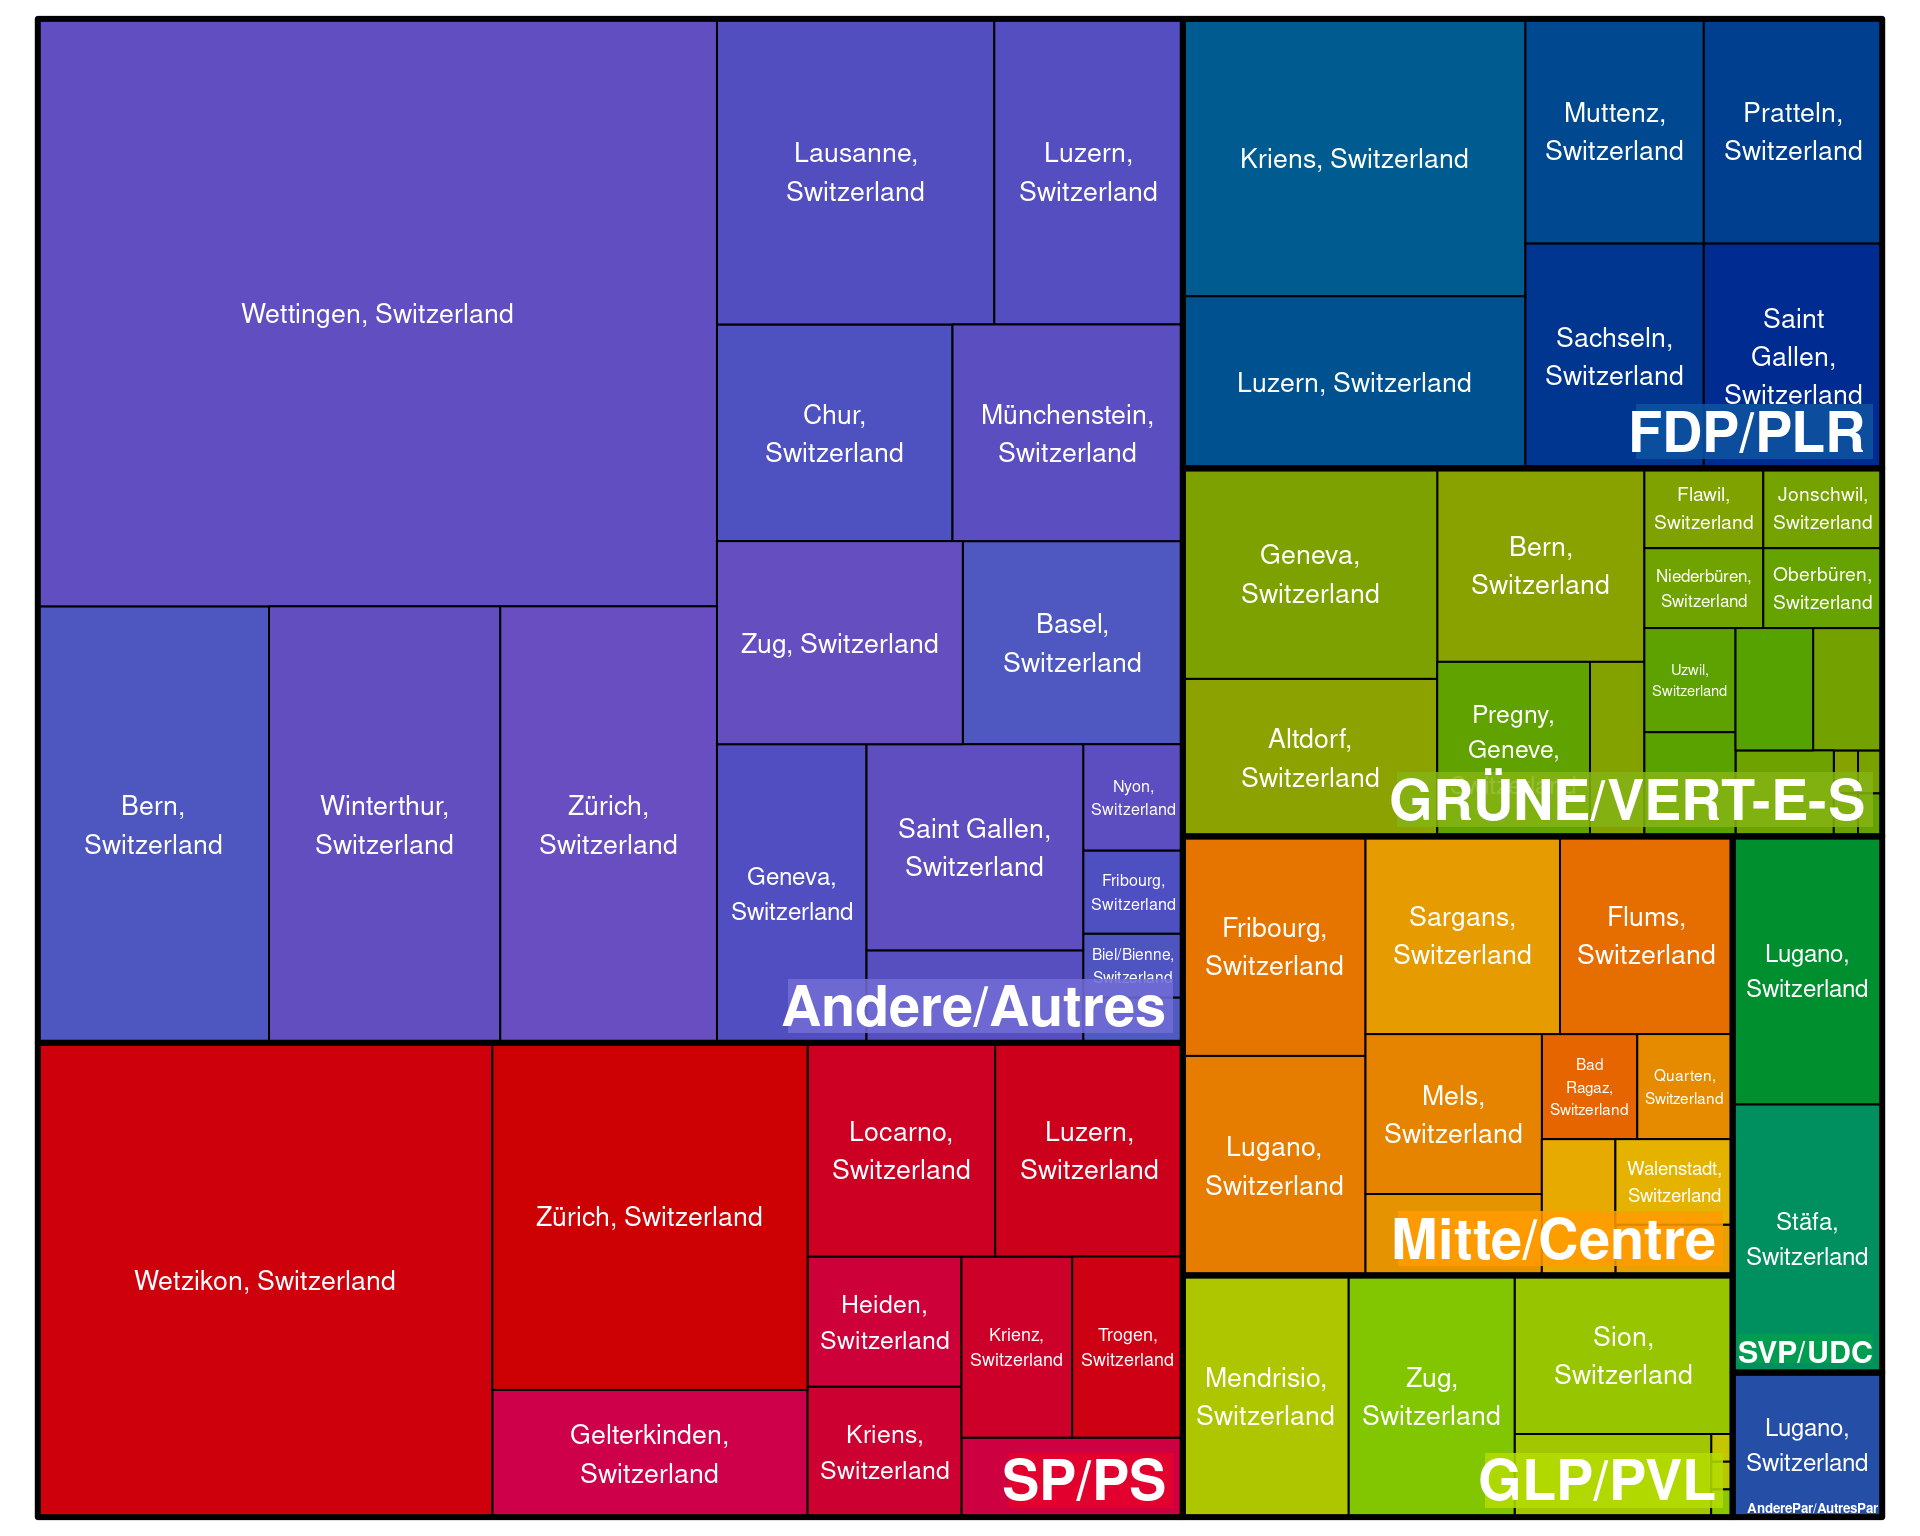 Wettingen, Switzerland
Lausanne,
Switzerland
Luzern,
Switzerland
Chur,
Switzerland
Münchenstein,
Switzerland
Zug, Switzerland
Basel,
Switzerland
Bern,
Switzerland
Winterthur,
Switzerland
Zürich,
Switzerland
Geneva,
Switzerland
Saint Gallen,
Switzerland
Nyon,
Switzerland
Fribourg,
Switzerland
Biel/Bienne,
Switzerland
Andere/Autres
Wetzikon, Switzerland
Zürich, Switzerland
Gelterkinden,
Switzerland
Locarno,
Switzerland
Luzern,
Switzerland
Heiden,
Switzerland
Krienz,
Switzerland
Trogen,
Switzerland
Kriens,
Switzerland
SP/PS
Kriens, Switzerland
Luzern, Switzerland
Muttenz,
Switzerland
Pratteln,
Switzerland
Sachseln,
Switzerland
Saint
Gallen,
Switzerland
FDP/PLR
Geneva,
Switzerland
Altdorf,
Switzerland
Bern,
Switzerland
Pregny,
Geneve,
Switzerland
Flawil,
Switzerland
Jonschwil,
Switzerland
Niederbüren,
Switzerland
Oberbüren,
Switzerland
Uzwil,
Switzerland
GRÜNE/VERT-E-S
Fribourg,
Switzerland
Lugano,
Switzerland
Sargans,
Switzerland
Flums,
Switzerland
Mels,
Switzerland
Bad
Ragaz,
Switzerland
Quarten,
Switzerland
Walenstadt,
Switzerland
Mitte/Centre
Mendrisio,
Switzerland
Zug,
Switzerland
Sion,
Switzerland
GLP/PVL
Lugano,
Switzerland
Stäfa,
Switzerland
SVP/UDC
Lugano,
Switzerland
AnderePar/AutresPar